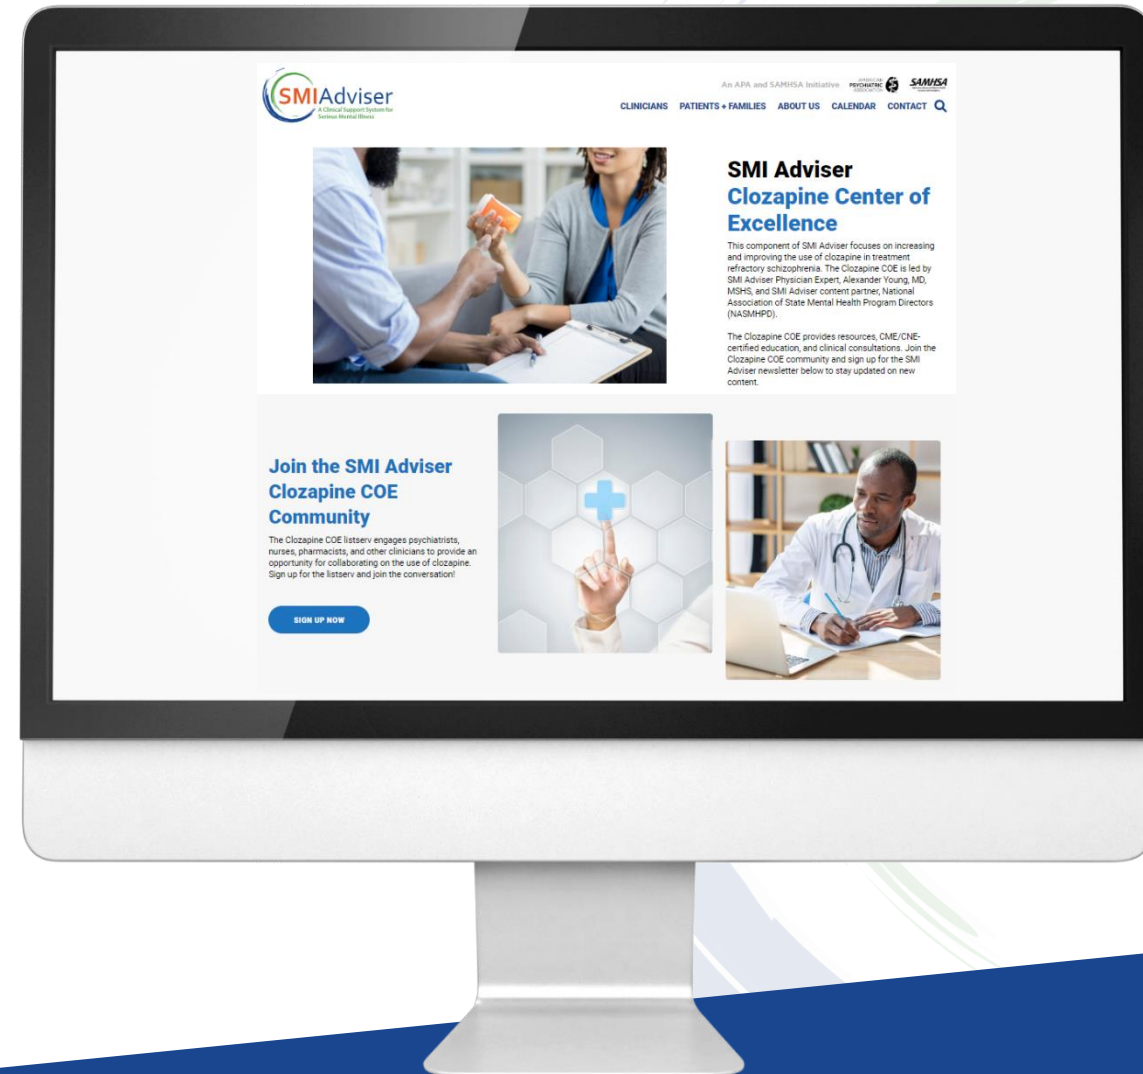 SMIAdviser
A Clinical Support System for
Serious Mental Illness
An APA and SAMHSA Initiative
AMERICAN
PSYCHIATRIC
ASSOCIATION
SAMHSA
CLINICIANS PATIENTS + FAMILIES ABOUT US CALENDAR CONTACT
SMI Adviser
Clozapine Center of
Excellence
This component of SMI Adviser focuses on increasing
and improving the use of clozapine in treatment
refractory schizophrenia. The Clozapine COE is led by
SMI Adviser Physician Expert, Alexander Young, MD,
MSHS, and SMI Adviser content partner, National
Association of State Mental Health Program Directors
(NASMHPD).
The Clozapine COE provides resources, CME/CNE-
certified education, and clinical consultations. Join the
Clozapine COE community and sign up for the SMI
Adviser newsletter below to stay updated on new
content.
Join the SMI Adviser
Clozapine COE
Community
The Clozapine COE listserv engages psychiatrists,
nurses, pharmacists, and other clinicians to provide an
opportunity for collaborating on the use of clozapine.
Sign up for the listserv and join the conversation!
SIGN UP NOW